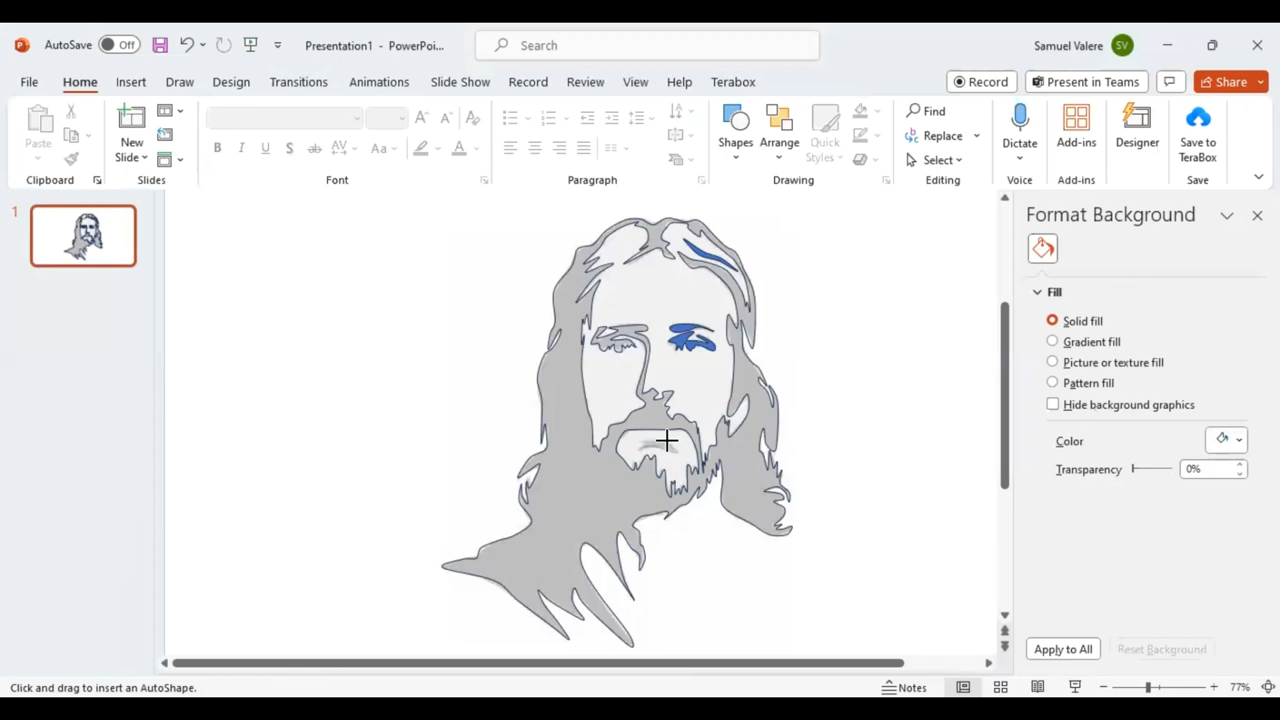 AutoSave Off Presentation1 - PowerPoi... Search Samuel Valere SV
File Home Insert Draw Design Transitions Animations Slide Show Record Review View Help Terabox Record Present in Teams Share
Paste New Slide Shapes Arrange Quick Styles Find Replace Select Dictate Add-ins Designer Save to TeraBox
Clipboard Slides Font Paragraph Drawing Editing Voice Add-ins Save
1
Format Background
Fill
Solid fill
Gradient fill
Picture or texture fill
Pattern fill
Hide background graphics
Color
Transparency 0%
Apply to All Reset Background
Click and drag to insert an AutoShape. Notes 77%